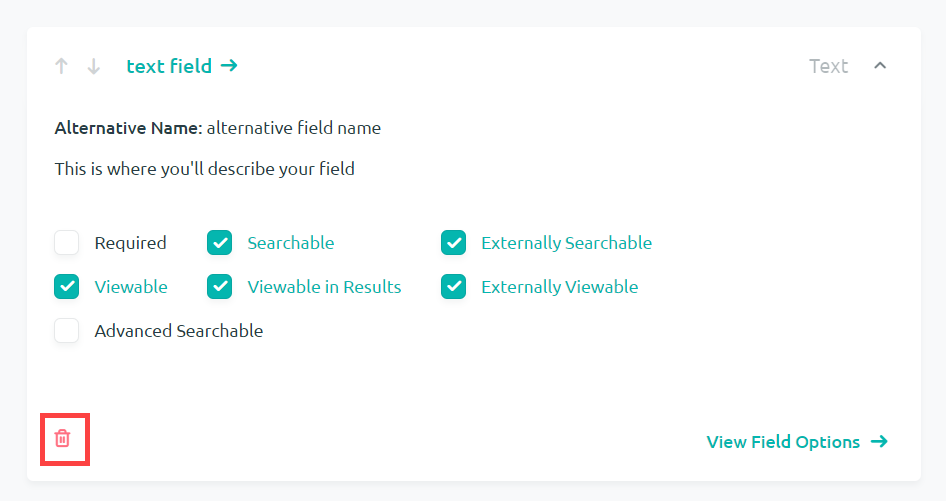 text field
Text
Alternative Name: alternative field name
This is where you'll describe your field
Required Searchable Externally Searchable
Viewable Viewable in Results Externally Viewable
Advanced Searchable
View Field Options